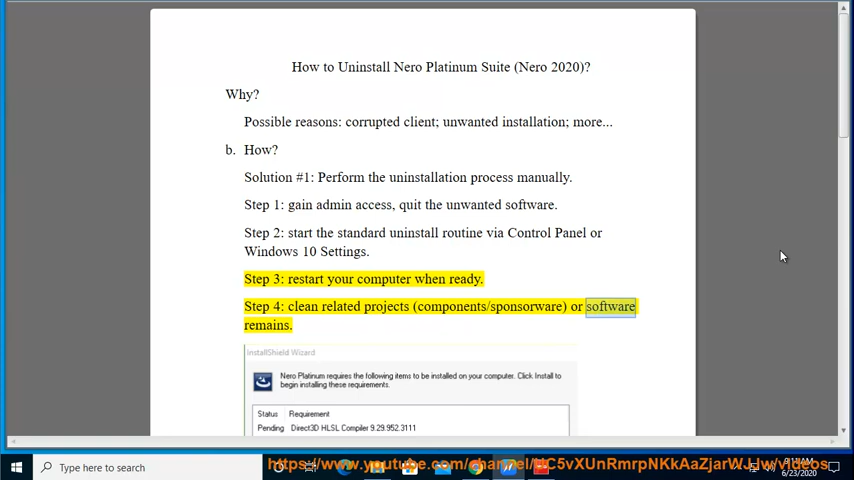 How to Uninstall Nero Platinum Suite (Nero 2020)?
Why?
Possible reasons: corrupted client; unwanted installation; more...
b. How?
Solution #1: Perform the uninstallation process manually.
Step 1: gain admin access, quit the unwanted software.
Step 2: start the standard uninstall routine via Control Panel or
Windows 10 Settings.
Step 3: restart your computer when ready.
Step 4: clean related projects (components/sponsorware) or software
remains.
InstallShield Wizard
Nero Platinum requires the following items to be installed on your computer. Click Install to
begin installing these requirements.
Status Requirement
Pending Direct3D HLSL Compiler 9.29.952.3111
Type here to search
6/23/2020